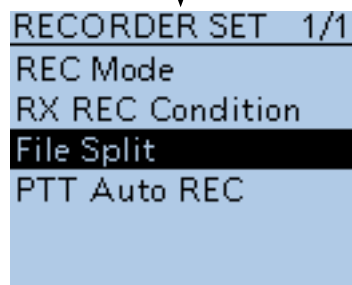 RECORDER SET 1/1
REC Mode
RX REC Condition
File Split
PTT Auto REC